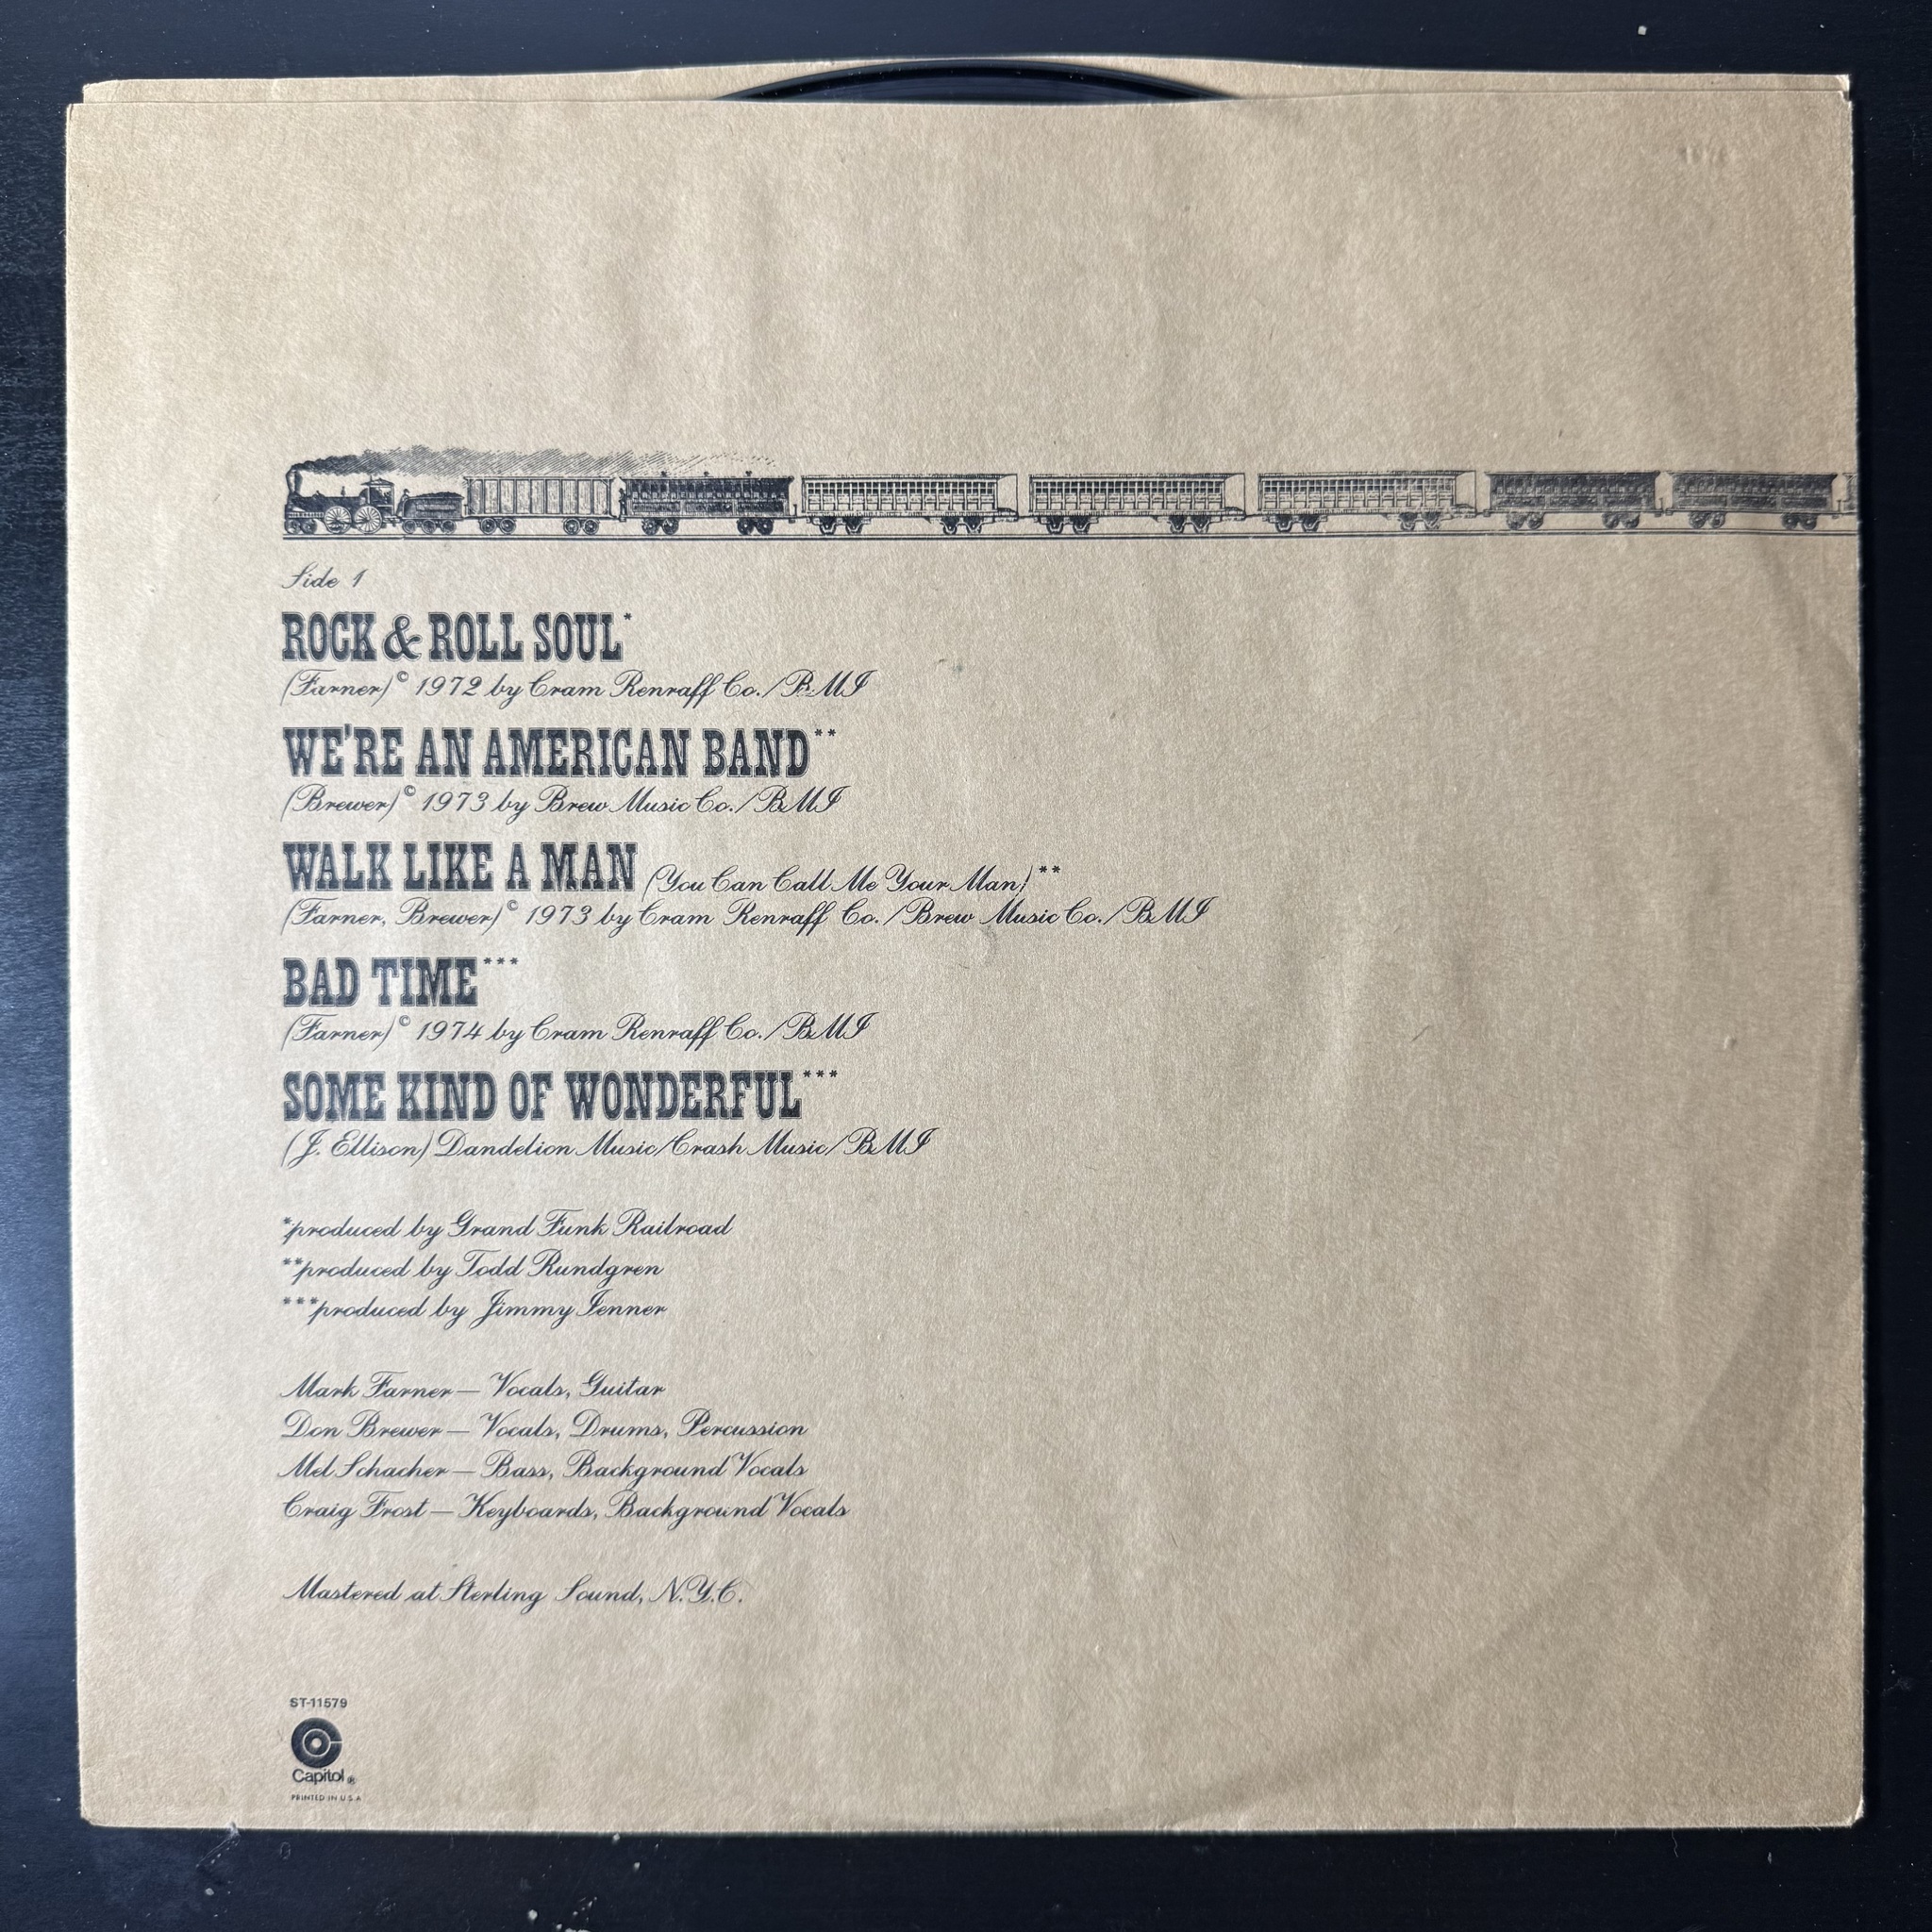 Side 1
ROCK & ROLL SOUL*
(Farner)© 1972 by Cram Renraff Co./BMI
WE'RE AN AMERICAN BAND**
(Brewer)© 1973 by Brew Music Co./BMI
WALK LIKE A MAN (You Can Call Me Your Man)**
(Farner, Brewer)© 1973 by Cram Renraff Co./Brew Music Co./BMI
BAD TIME***
(Farner)© 1974 by Cram Renraff Co./BMI
SOME KIND OF WONDERFUL***
(J. Ellison) Dandelion Music/Crash Music/BMI
*produced by Grand Funk Railroad
**produced by Todd Rundgren
***produced by Jimmy Ienner
Mark Farner — Vocals, Guitar
Don Brewer — Vocals, Drums, Percussion
Mel Schacher — Bass, Background Vocals
Craig Frost — Keyboards, Background Vocals
Mastered at Sterling Sound, N.Y.C.
ST-11579
Capitol®
PRINTED IN U.S.A